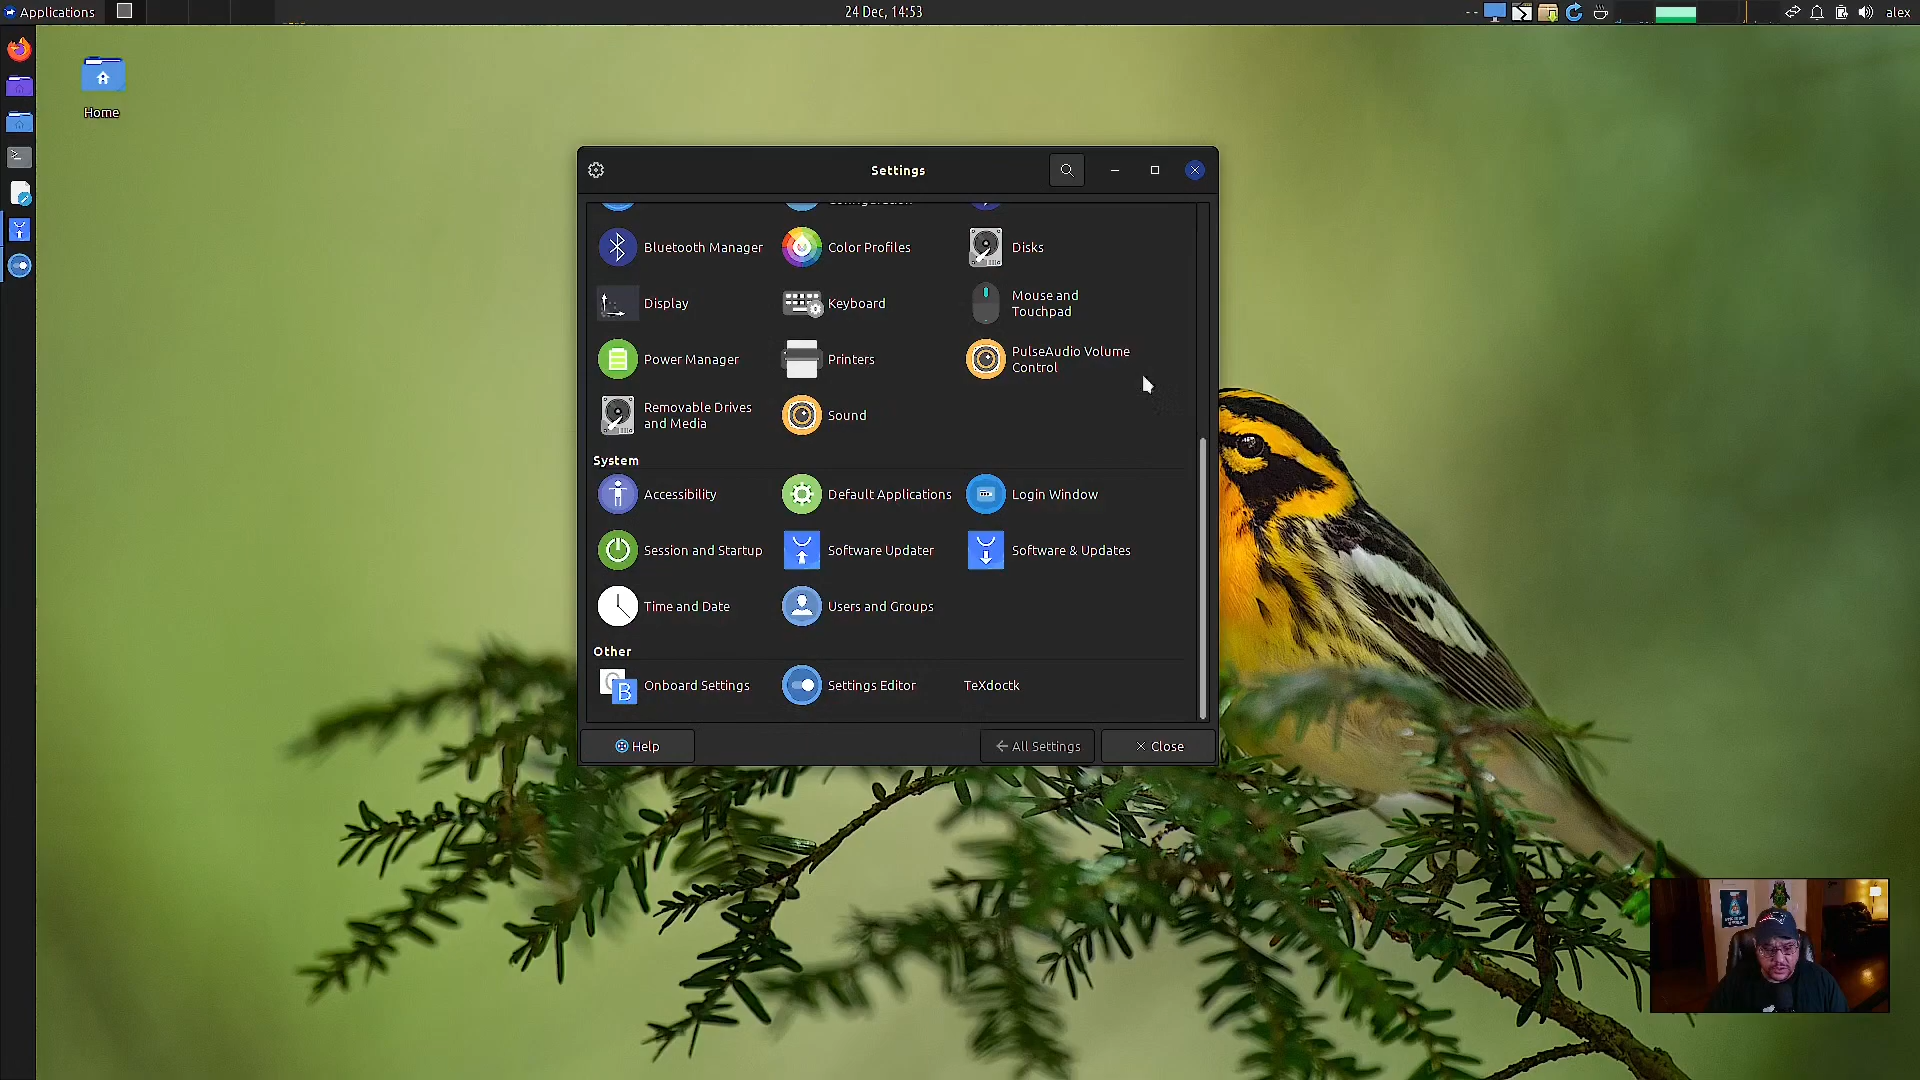 Applications
24 Dec, 14:53
alex
Home
Settings
Bluetooth Manager
Color Profiles
Disks
Display
Keyboard
Mouse and
Touchpad
Power Manager
Printers
PulseAudio Volume
Control
Removable Drives
and Media
Sound
System
Accessibility
Default Applications
Login Window
Session and Startup
Software Updater
Software & Updates
Time and Date
Users and Groups
Other
Onboard Settings
Settings Editor
TeXdoctk
Help
All Settings
Close